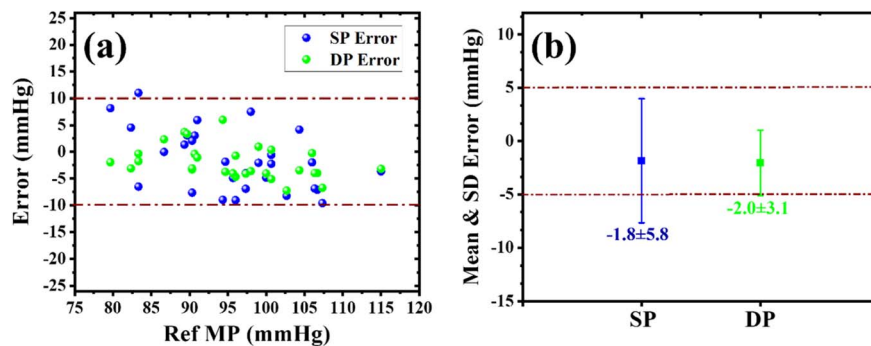 (a)
SP Error
DP Error
25
20
15
10
5
0
-5
-10
-15
-20
-25
Error (mmHg)
75 80 85 90 95 100 105 110 115 120
Ref MP (mmHg)
(b)
10
5
0
-5
-10
-15
Mean & SD Error (mmHg)
-1.8±5.8
-2.0±3.1
SP DP